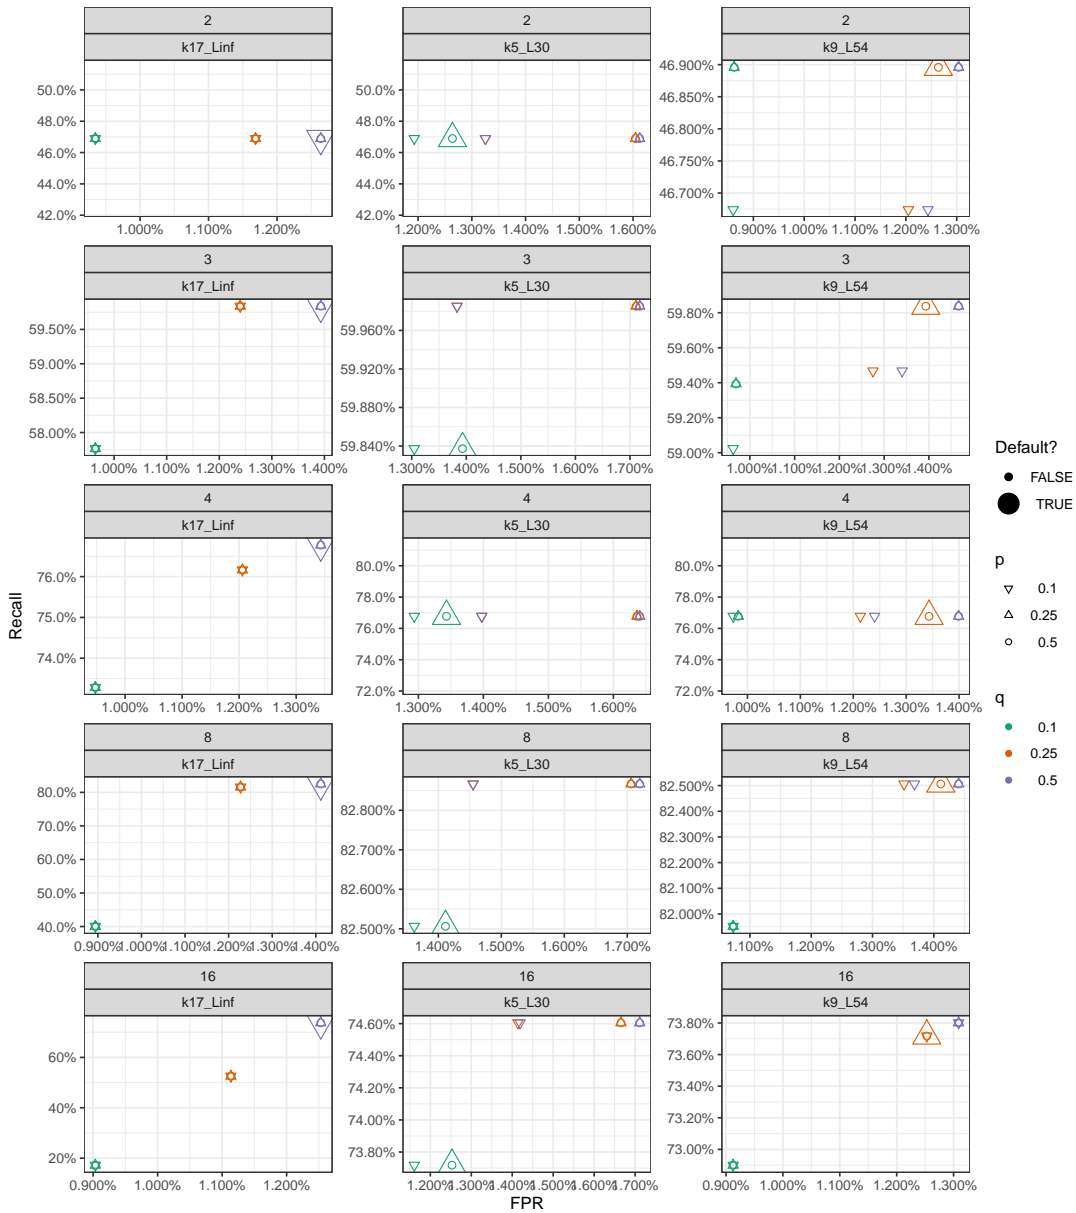 2 2 2
k17_Linf k5_L30 k9_L54
50.0%
48.0%
46.0%
44.0%
42.0%
1.000% 1.100% 1.200%
50.0%
48.0%
46.0%
44.0%
42.0%
1.200% 1.300% 1.400% 1.500% 1.600%
46.900%
46.850%
46.800%
46.750%
46.700%
0.900% 1.000% 1.100% 1.200% 1.300%
3 3 3
k17_Linf k5_L30 k9_L54
59.50%
59.00%
58.50%
58.00%
1.000% 1.100% 1.200% 1.300% 1.400%
59.960%
59.920%
59.880%
59.840%
1.300% 1.400% 1.500% 1.600% 1.700%
59.80%
59.60%
59.40%
59.20%
59.00%
1.000% 1.100% 1.200% 1.300% 1.400%
4 4 4
k17_Linf k5_L30 k9_L54
76.0%
75.0%
74.0%
1.000% 1.100% 1.200% 1.300%
80.0%
78.0%
76.0%
74.0%
72.0%
1.300% 1.400% 1.500% 1.600%
80.0%
78.0%
76.0%
74.0%
72.0%
1.000% 1.100% 1.200% 1.300% 1.400%
8 8 8
k17_Linf k5_L30 k9_L54
80.0%
70.0%
60.0%
50.0%
40.0%
0.900% 1.000% 1.100% 1.200% 1.300% 1.400%
82.800%
82.700%
82.600%
82.500%
1.400% 1.500% 1.600% 1.700%
82.500%
82.400%
82.300%
82.200%
82.100%
82.000%
1.100% 1.200% 1.300% 1.400%
16 16 16
k17_Linf k5_L30 k9_L54
60%
40%
20%
0.900% 1.000% 1.100% 1.200%
74.60%
74.40%
74.20%
74.00%
73.80%
1.200% 1.300% 1.400% 1.500% 1.600% 1.700%
73.80%
73.60%
73.40%
73.20%
73.00%
0.900% 1.000% 1.100% 1.200% 1.300%
FPR
Recall
Default?
FALSE
TRUE
p
0.1
0.25
0.5
q
0.1
0.25
0.5